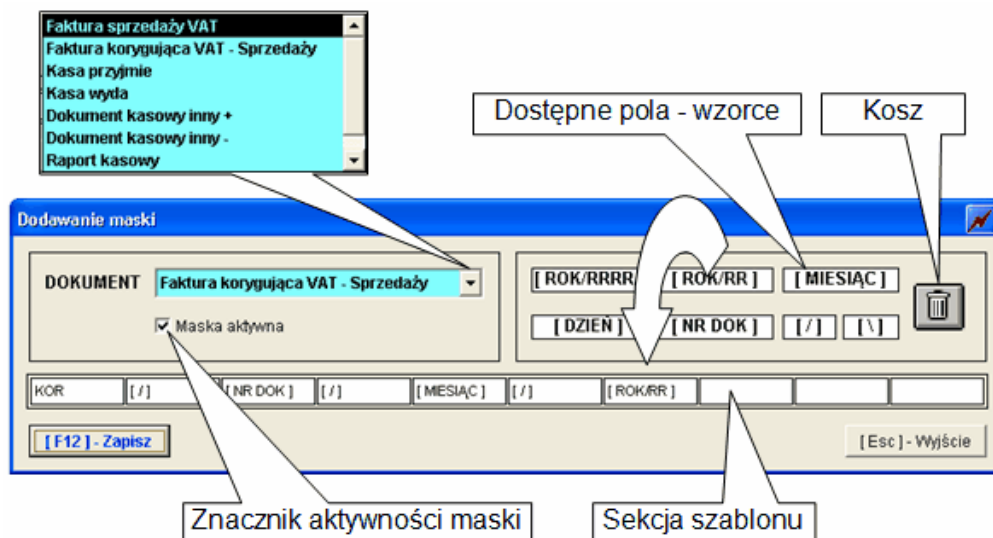 Faktura sprzedaży VAT
Faktura korygująca VAT - Sprzedaży
Kasa przyjmie
Kasa wyda
Dokument kasowy inny +
Dokument kasowy inny -
Raport kasowy
Dostępne pola - wzorce
Kosz
Dodawanie maski
DOKUMENT Faktura korygująca VAT - Sprzedaży
Maska aktywna
[ ROK/RRRR [ ROK/RR ] [ MIESIĄC ]
[ DZIEŃ ] [ NR DOK ] [ / ] [ \ ]
KOR [ / ] [ NR DOK ] [ / ] [ MIESIĄC ] [ / ] [ ROK/RR ]
[ F12 ] - Zapisz [ Esc ] - Wyjście
Znacznik aktywności maski
Sekcja szablonu